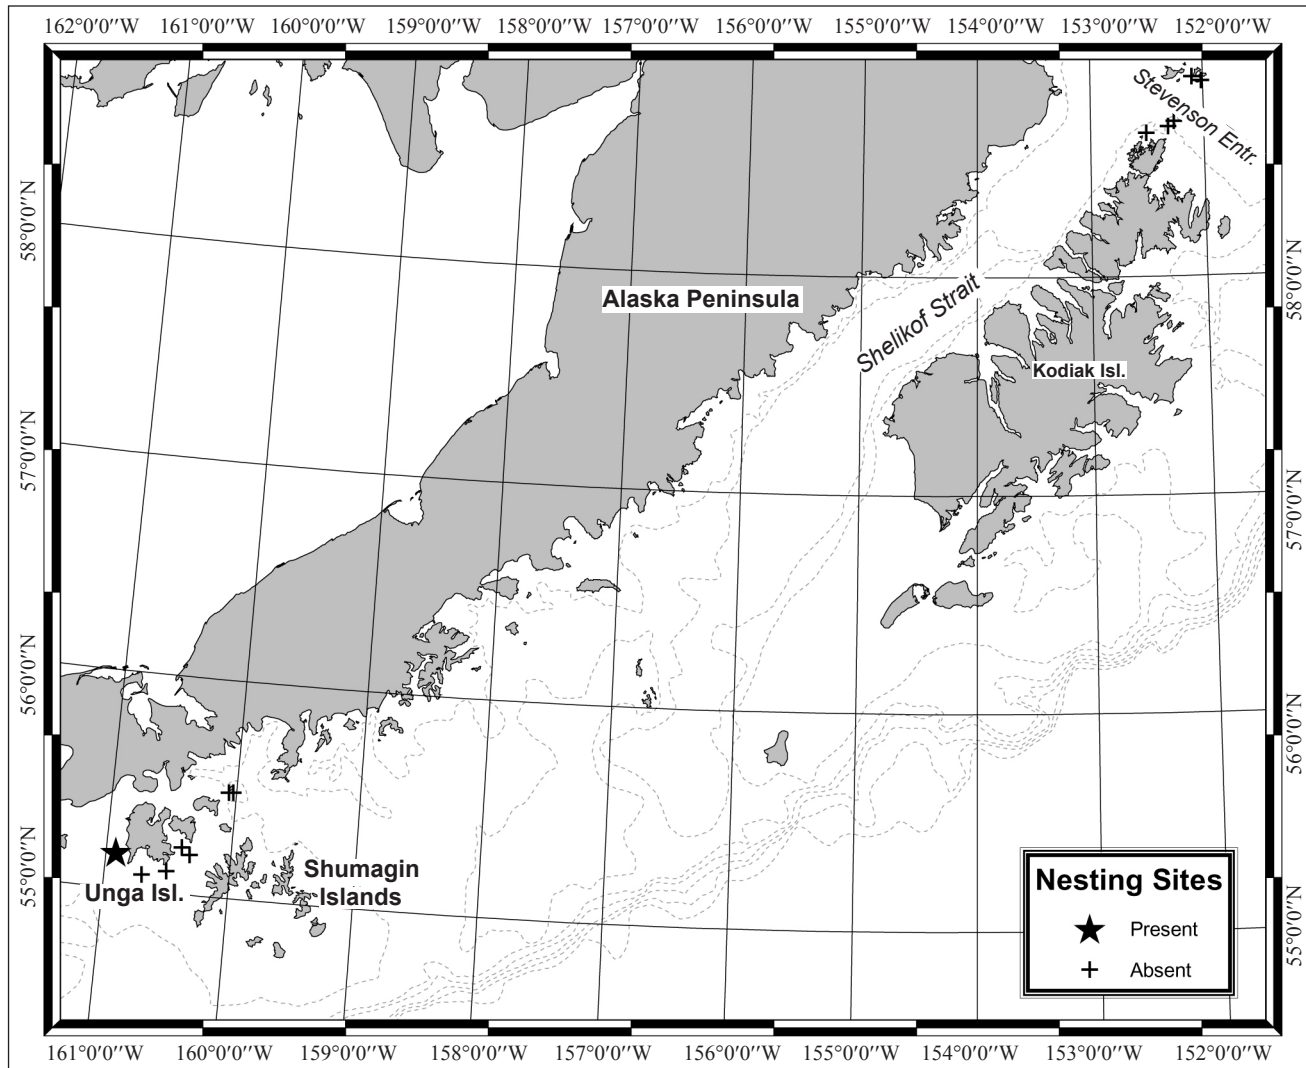 162°0'0"W 161°0'0"W 160°0'0"W 159°0'0"W 158°0'0"W 157°0'0"W 156°0'0"W 155°0'0"W 154°0'0"W 153°0'0"W 152°0'0"W
Stevenson Entr.
58°0'0"N
58°0'0"N
Alaska Peninsula
Shelikof Strait
Kodiak Isl.
57°0'0"N
57°0'0"N
56°0'0"N
56°0'0"N
55°0'0"N
55°0'0"N
Unga Isl.
Shumagin
Islands
Nesting Sites
Present
Absent
161°0'0"W 160°0'0"W 159°0'0"W 158°0'0"W 157°0'0"W 156°0'0"W 155°0'0"W 154°0'0"W 153°0'0"W 152°0'0"W